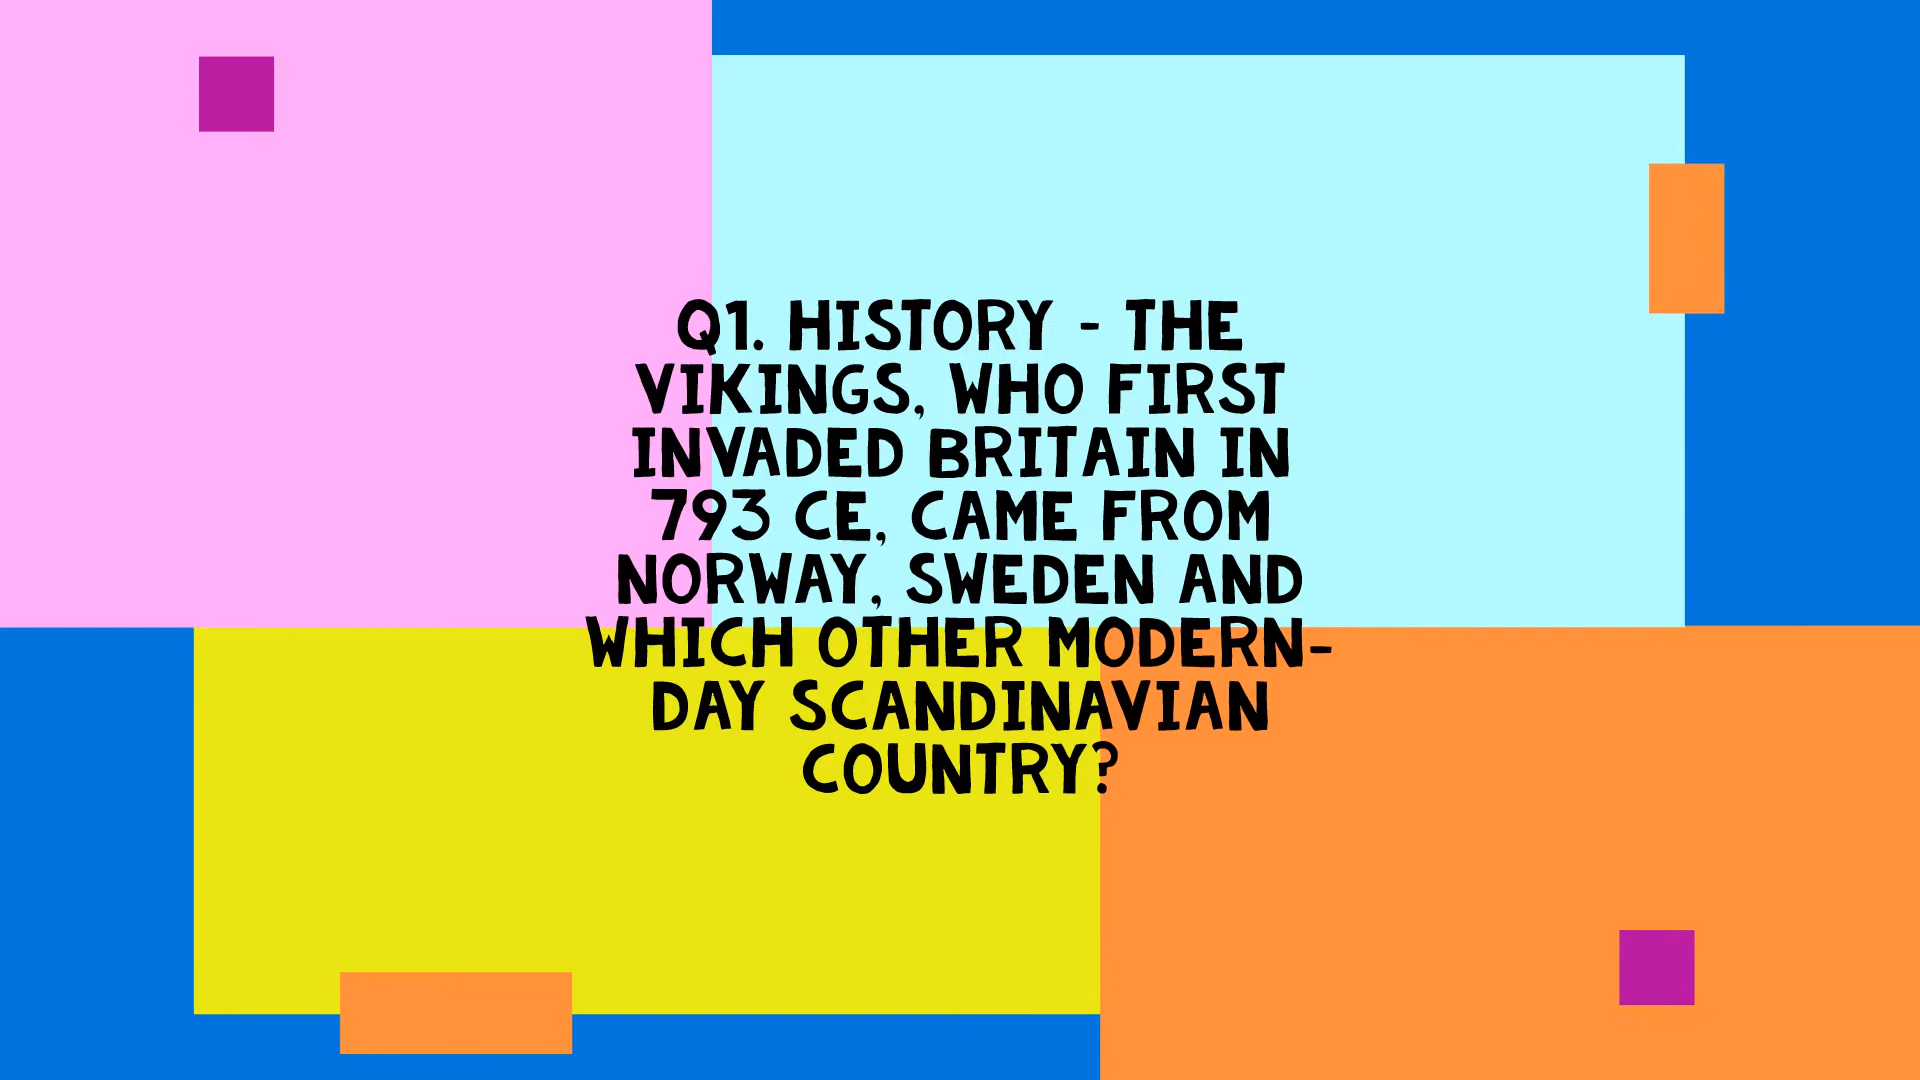 Q1. HISTORY - THE
VIKINGS, WHO FIRST
INVADED BRITAIN IN
793 CE, CAME FROM
NORWAY, SWEDEN AND
WHICH OTHER MODERN-
DAY SCANDINAVIAN
COUNTRY?